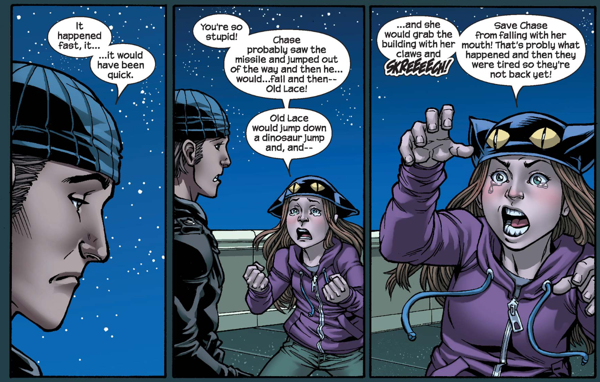 It
happened
fast, it...
...it would
have been
quick.
You're so
stupid!
Chase
probably saw the
missile and jumped out
of the way and then he...
would...fall and then--
Old Lace!
Old Lace
would jump down
a dinosaur jump
and, and--
...and she
would grab the
building with her
claws and
SKREEEECH!
Save Chase
from falling with her
mouth! That's probly what
happened and then they
were tired so they're
not back yet!